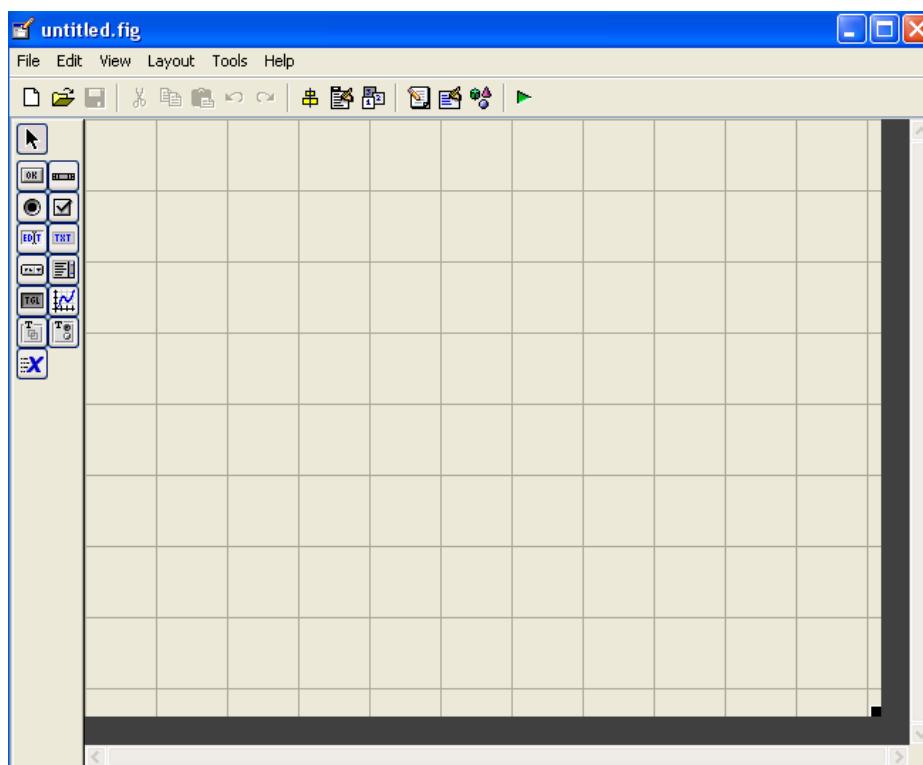 untitled.fig
File Edit View Layout Tools Help
OK
EDIT TXT
TGL
T T
X